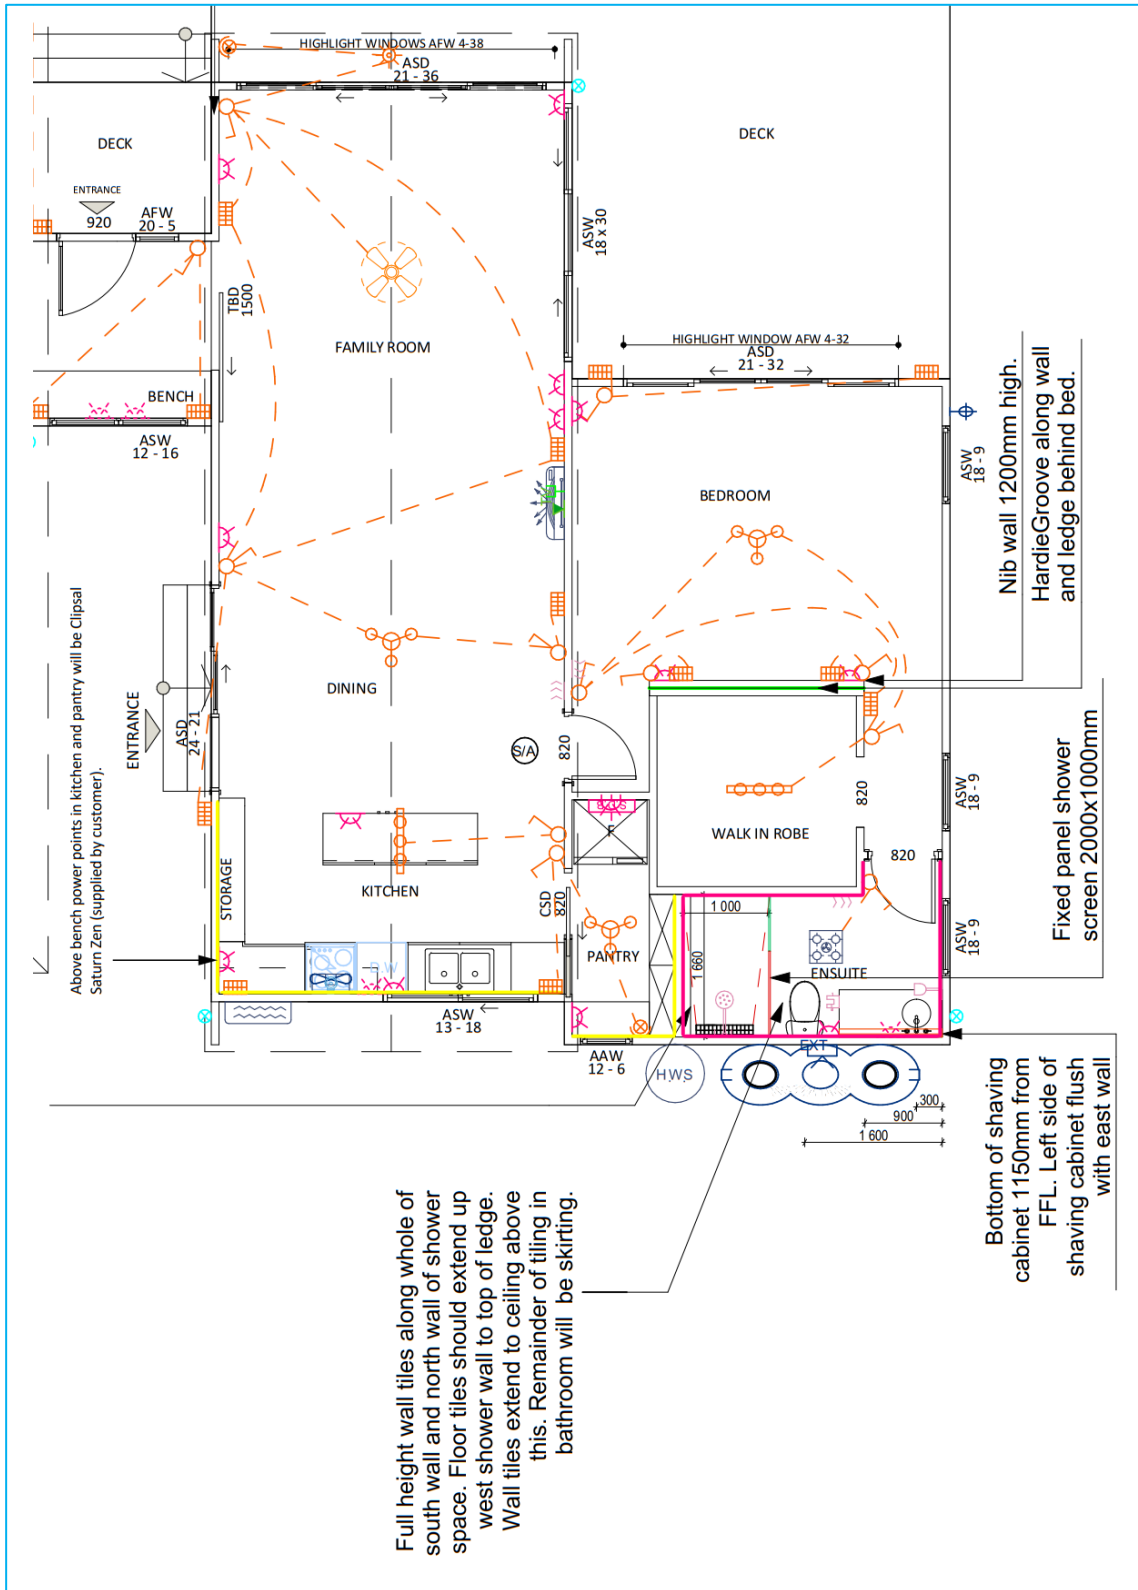 HIGHLIGHT WINDOWS AFW 4-38
ASD
21 - 36
DECK
DECK
ENTRANCE
920
AFW
20 - 5
ASW
18 x 30
TBD
1500
FAMILY ROOM
HIGHLIGHT WINDOW AFW 4-32
ASD
21 - 32
BENCH
ASW
12 - 16
ASW
18 - 9
BEDROOM
Nib wall 1200mm high.
HardieGroove along wall
and ledge behind bed.
Above bench power points in kitchen and pantry will be Clipsal
Saturn Zen (supplied by customer).
ENTRANCE
ASD
24 - 21
DINING
S/A
820
820
ASW
18 - 9
WALK IN ROBE
F
820
STORAGE
KITCHEN
CSD
820
PANTRY
D.W
1 000
1 660
ENSUITE
ASW
18 - 9
Fixed panel shower
screen 2000x1000mm
ASW
13 - 18
AAW
12 - 6
H.W.S
EXT
300
900
1 600
Bottom of shaving
cabinet 1150mm from
FFL. Left side of
shaving cabinet flush
with east wall
Full height wall tiles along whole of
south wall and north wall of shower
space. Floor tiles should extend up
west shower wall to top of ledge.
Wall tiles extend to ceiling above
this. Remainder of tiling in
bathroom will be skirting.